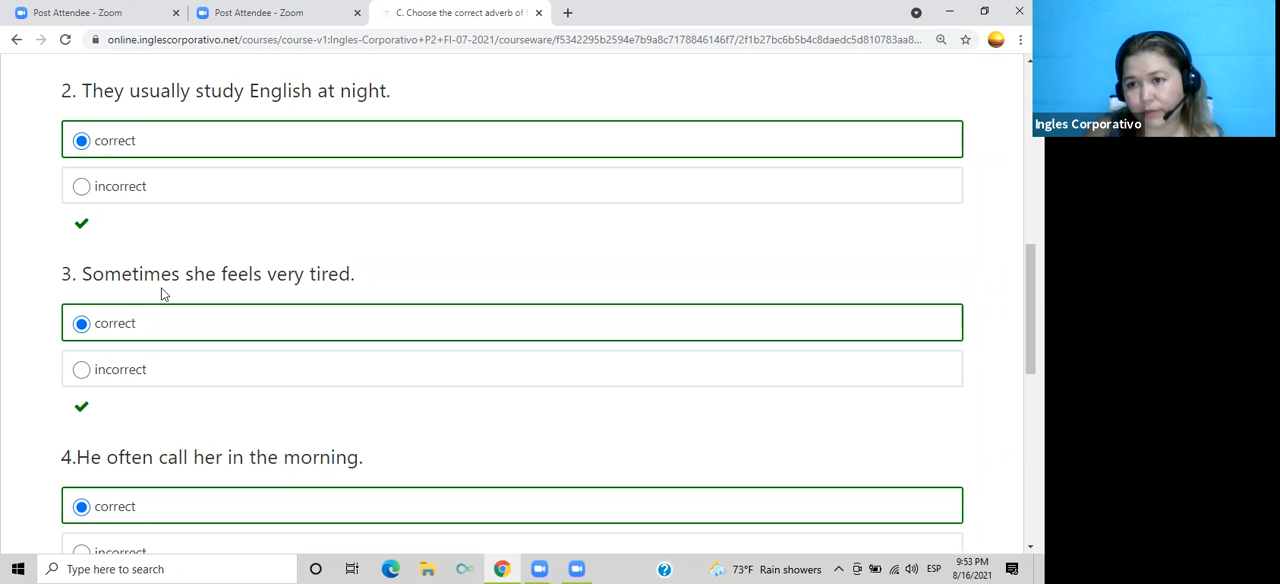 Post Attendee - Zoom
Post Attendee - Zoom
C. Choose the correct adverb of
online.inglescorporativo.net/courses/course-v1:Ingles-Corporativo+P2+FI-07-2021/courseware/f5342295b2594e7b9a8c7178846146f7/2f1b27bc6b5b4c8daedc5d810783aa8...
Ingles Corporativo
2. They usually study English at night.
correct
incorrect
3. Sometimes she feels very tired.
correct
incorrect
4.He often call her in the morning.
correct
incorrect
Type here to search
73°F Rain showers
ESP
9:53 PM
8/16/2021